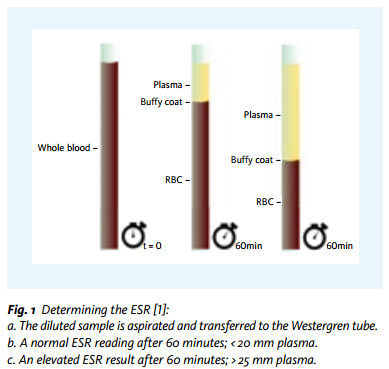 Plasma –
Buffy coat –
Whole blood –
RBC –
t = 0
60min
Plasma –
Buffy coat –
RBC –
60min
Fig. 1 Determining the ESR [1]:
a. The diluted sample is aspirated and transferred to the Westergren tube.
b. A normal ESR reading after 60 minutes; < 20 mm plasma.
c. An elevated ESR result after 60 minutes; > 25 mm plasma.